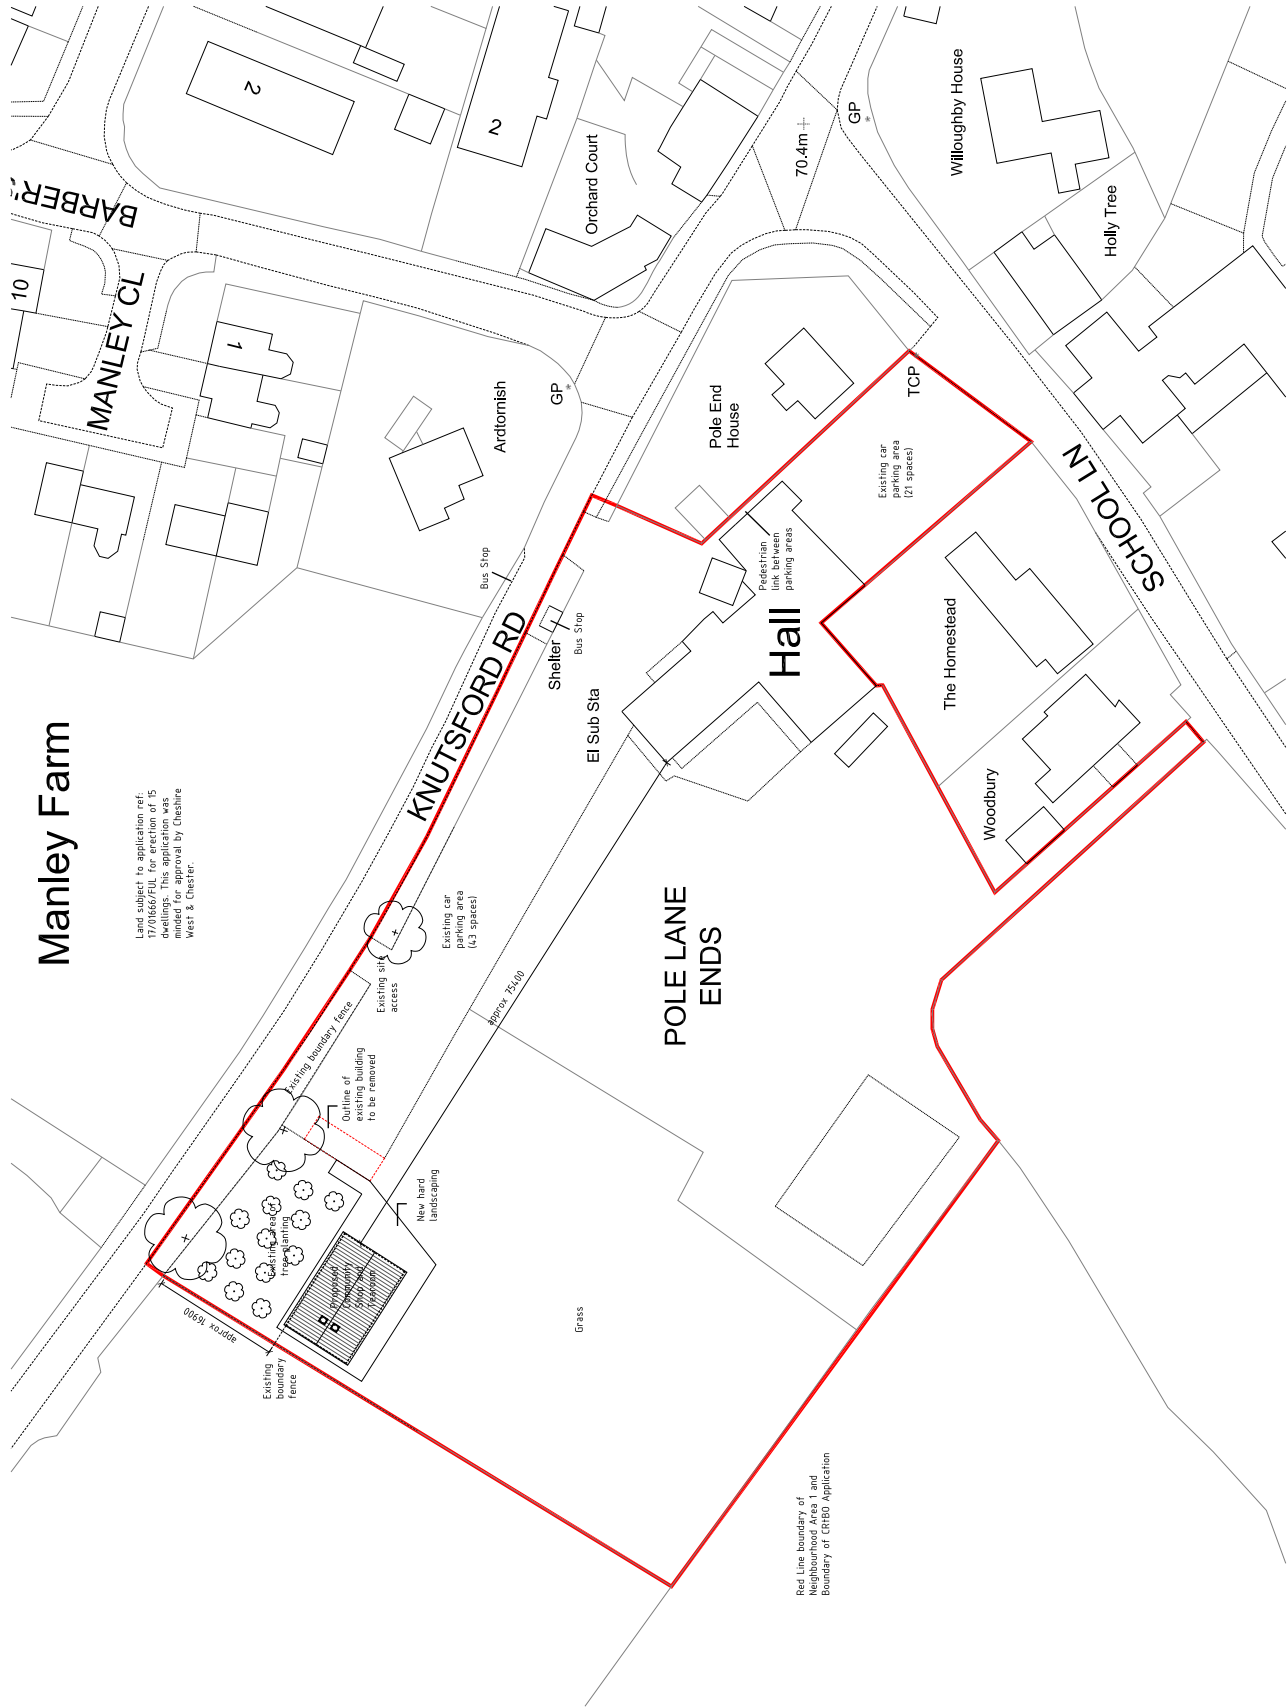 Manley Farm
Land subject to application ref:
17/01666/FUL for erection of 15
dwellings. This application was
minded for approval by Cheshire
West & Chester.
BARBER'S
MANLEY CL
10
1
2
2
Orchard Court
Ardtornish
GP
Bus Stop
KNUTSFORD RD
Shelter
Bus Stop
El Sub Sta
70.4m
GP
Willoughby House
Holly Tree
Pole End
House
TCP
Existing car
parking area
(21 spaces)
Pedestrian
link between
parking areas
Hall
SCHOOL LN
The Homestead
Woodbury
POLE LANE
ENDS
Existing car
parking area
(43 spaces)
Existing site
access
approx 75400
Existing boundary fence
Outline of
existing building
to be removed
New hard
landscaping
Existing area of
tree planting
Proposed
Community
Shop and
Tearoom
approx 16900
Existing
boundary
fence
Grass
Red Line boundary of
Neighbourhood Area 1 and
Boundary of CRtBO Application